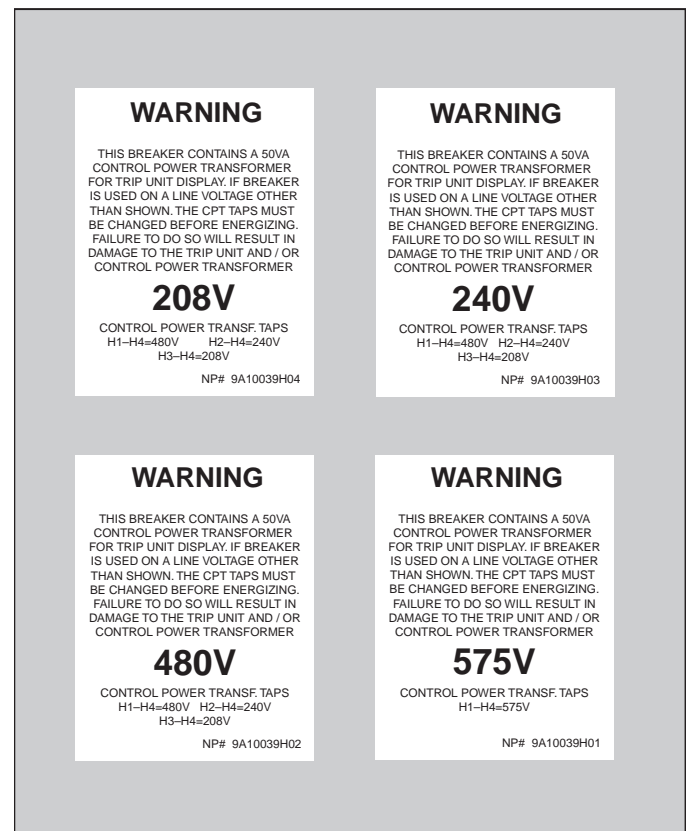 WARNING
THIS BREAKER CONTAINS A 50VA
CONTROL POWER TRANSFORMER
FOR TRIP UNIT DISPLAY. IF BREAKER
IS USED ON A LINE VOLTAGE OTHER
THAN SHOWN. THE CPT TAPS MUST
BE CHANGED BEFORE ENERGIZING.
FAILURE TO DO SO WILL RESULT IN
DAMAGE TO THE TRIP UNIT AND / OR
CONTROL POWER TRANSFORMER
208V
CONTROL POWER TRANSF. TAPS
H1–H4=480V H2–H4=240V
H3–H4=208V
NP# 9A10039H04
WARNING
THIS BREAKER CONTAINS A 50VA
CONTROL POWER TRANSFORMER
FOR TRIP UNIT DISPLAY. IF BREAKER
IS USED ON A LINE VOLTAGE OTHER
THAN SHOWN. THE CPT TAPS MUST
BE CHANGED BEFORE ENERGIZING.
FAILURE TO DO SO WILL RESULT IN
DAMAGE TO THE TRIP UNIT AND / OR
CONTROL POWER TRANSFORMER
240V
CONTROL POWER TRANSF. TAPS
H1–H4=480V H2–H4=240V
H3–H4=208V
NP# 9A10039H03
WARNING
THIS BREAKER CONTAINS A 50VA
CONTROL POWER TRANSFORMER
FOR TRIP UNIT DISPLAY. IF BREAKER
IS USED ON A LINE VOLTAGE OTHER
THAN SHOWN. THE CPT TAPS MUST
BE CHANGED BEFORE ENERGIZING.
FAILURE TO DO SO WILL RESULT IN
DAMAGE TO THE TRIP UNIT AND / OR
CONTROL POWER TRANSFORMER
480V
CONTROL POWER TRANSF. TAPS
H1–H4=480V H2–H4=240V
H3–H4=208V
NP# 9A10039H02
WARNING
THIS BREAKER CONTAINS A 50VA
CONTROL POWER TRANSFORMER
FOR TRIP UNIT DISPLAY. IF BREAKER
IS USED ON A LINE VOLTAGE OTHER
THAN SHOWN. THE CPT TAPS MUST
BE CHANGED BEFORE ENERGIZING.
FAILURE TO DO SO WILL RESULT IN
DAMAGE TO THE TRIP UNIT AND / OR
CONTROL POWER TRANSFORMER
575V
CONTROL POWER TRANSF. TAPS
H1–H4=575V
NP# 9A10039H01